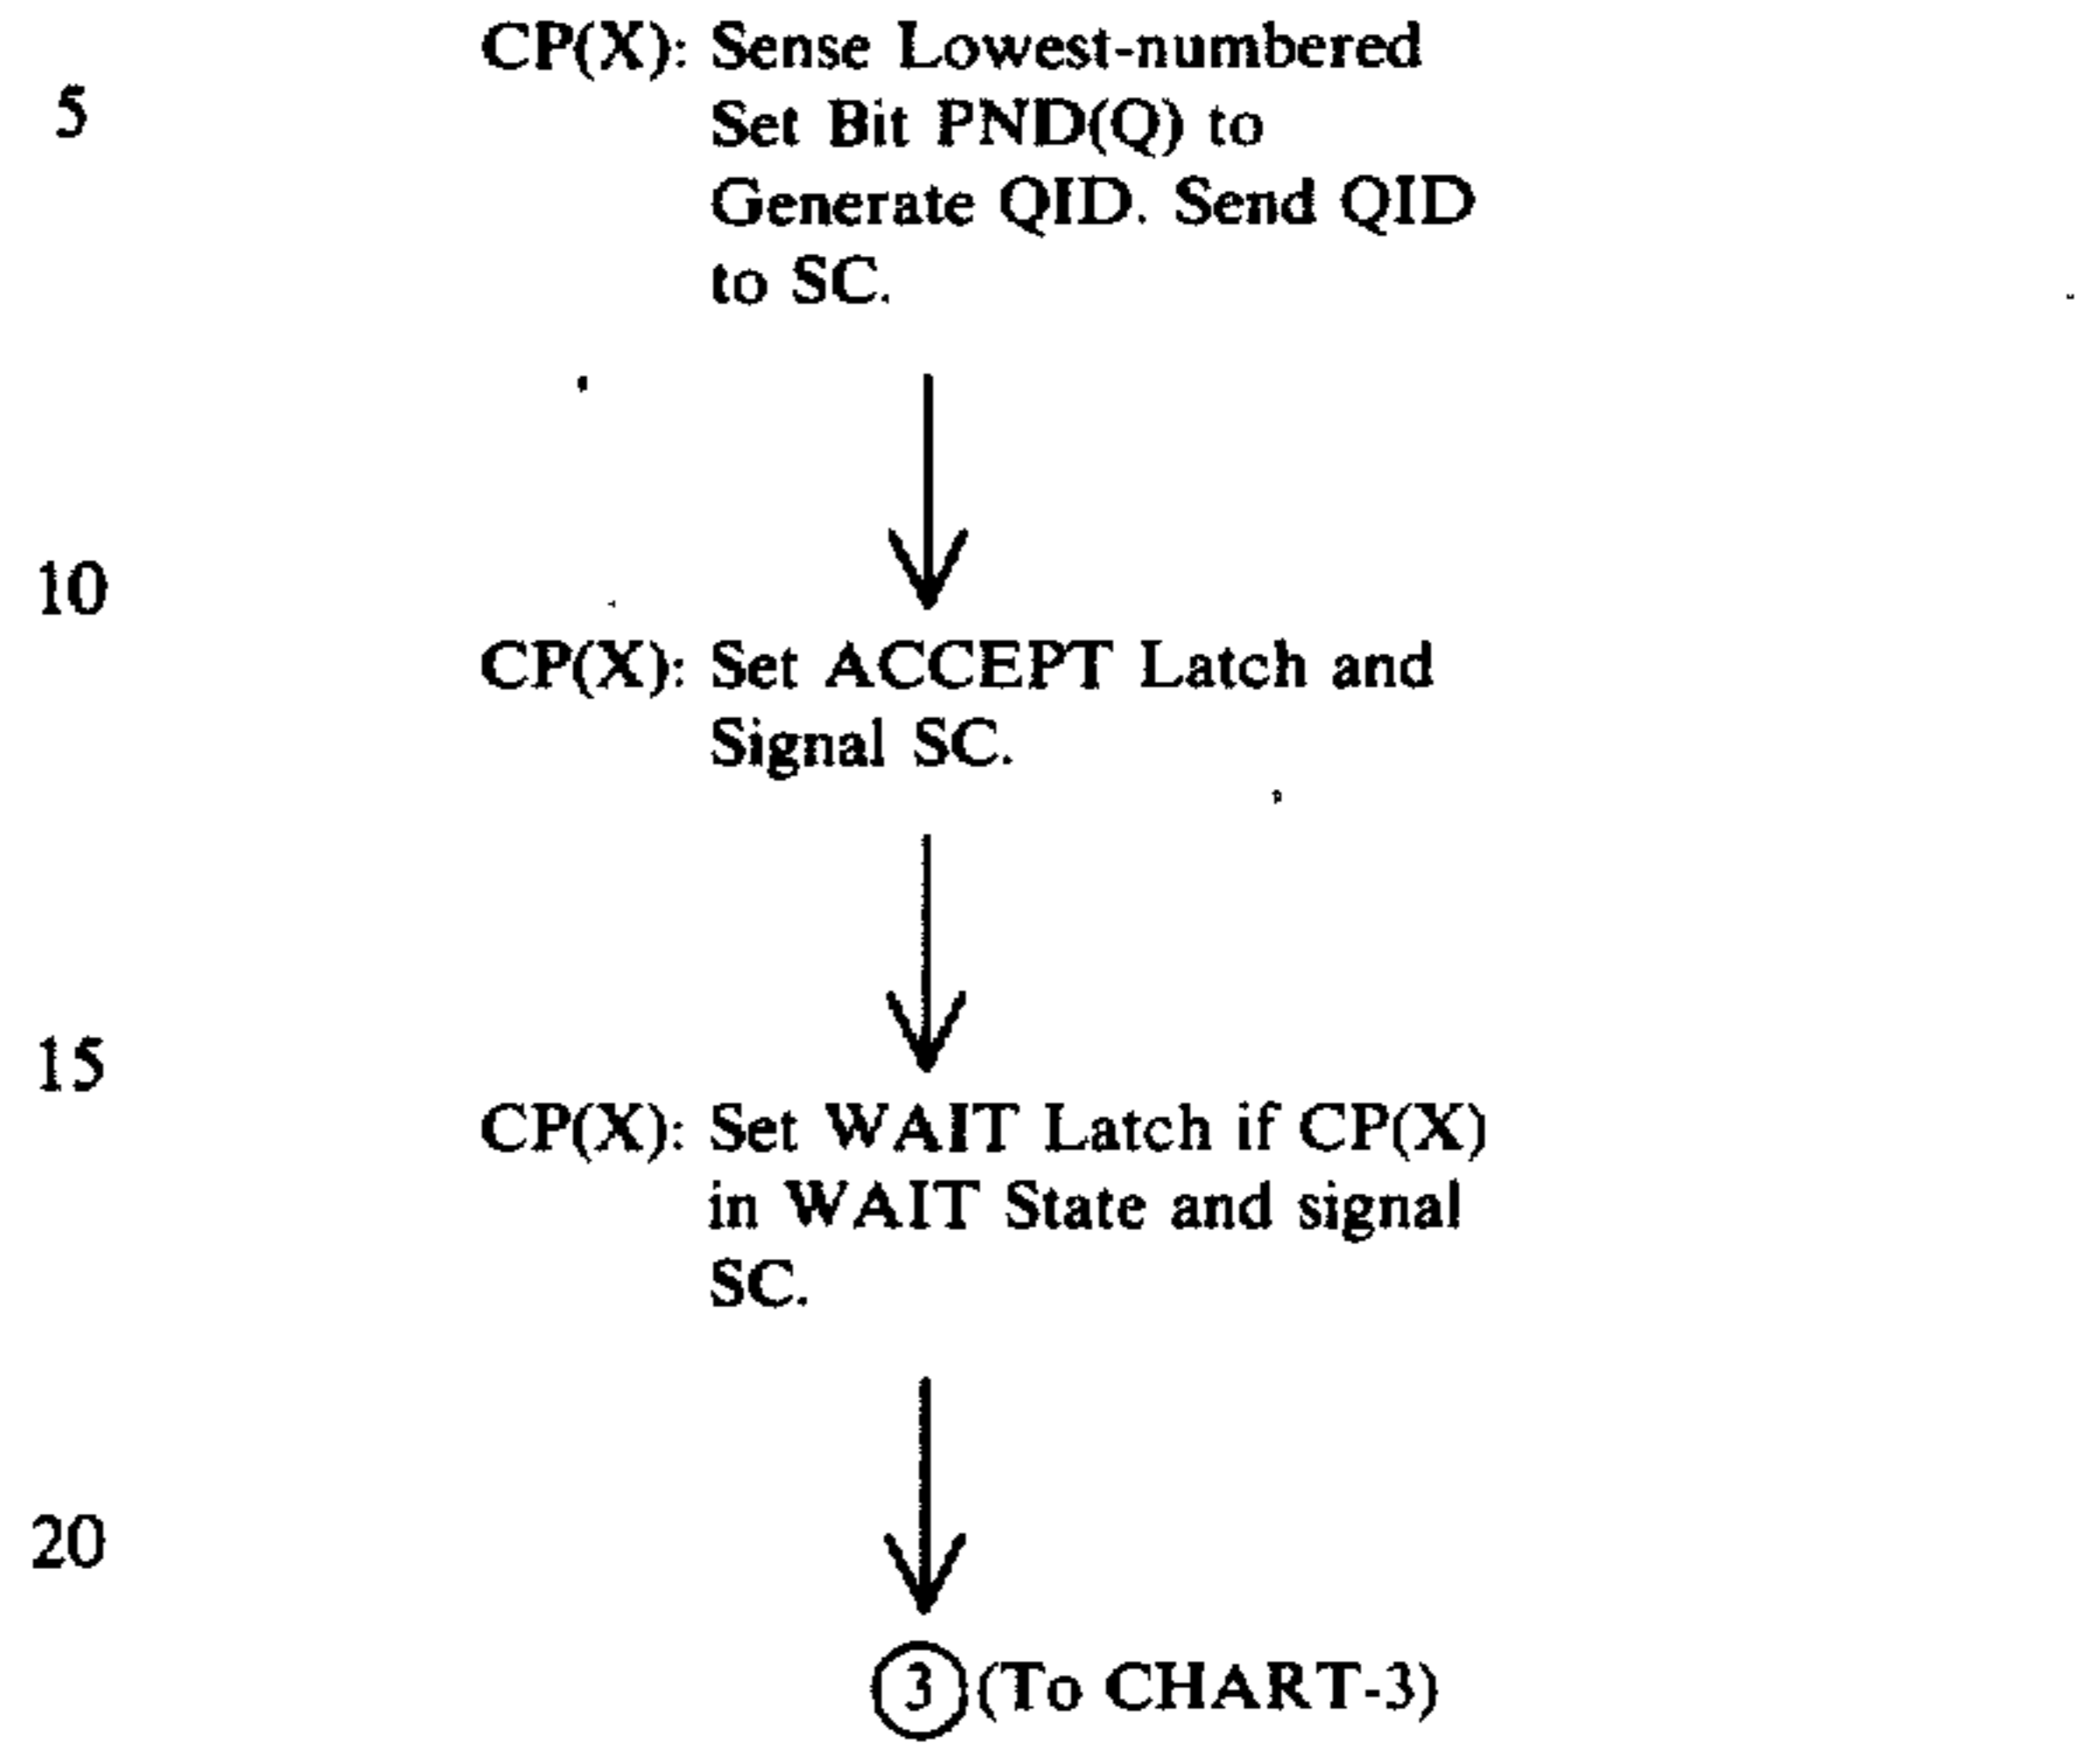 CP(X): Sense Lowest-numbered
5
Set Bit PND(Q) to
Generate QID. Send QID
to SC.
10
CP(X): Set ACCEPT Latch and
Signal SC.
15
CP(X): Set WAIT Latch if CP(X)
in WAIT State and signal
SC.
20
3 (To CHART-3)